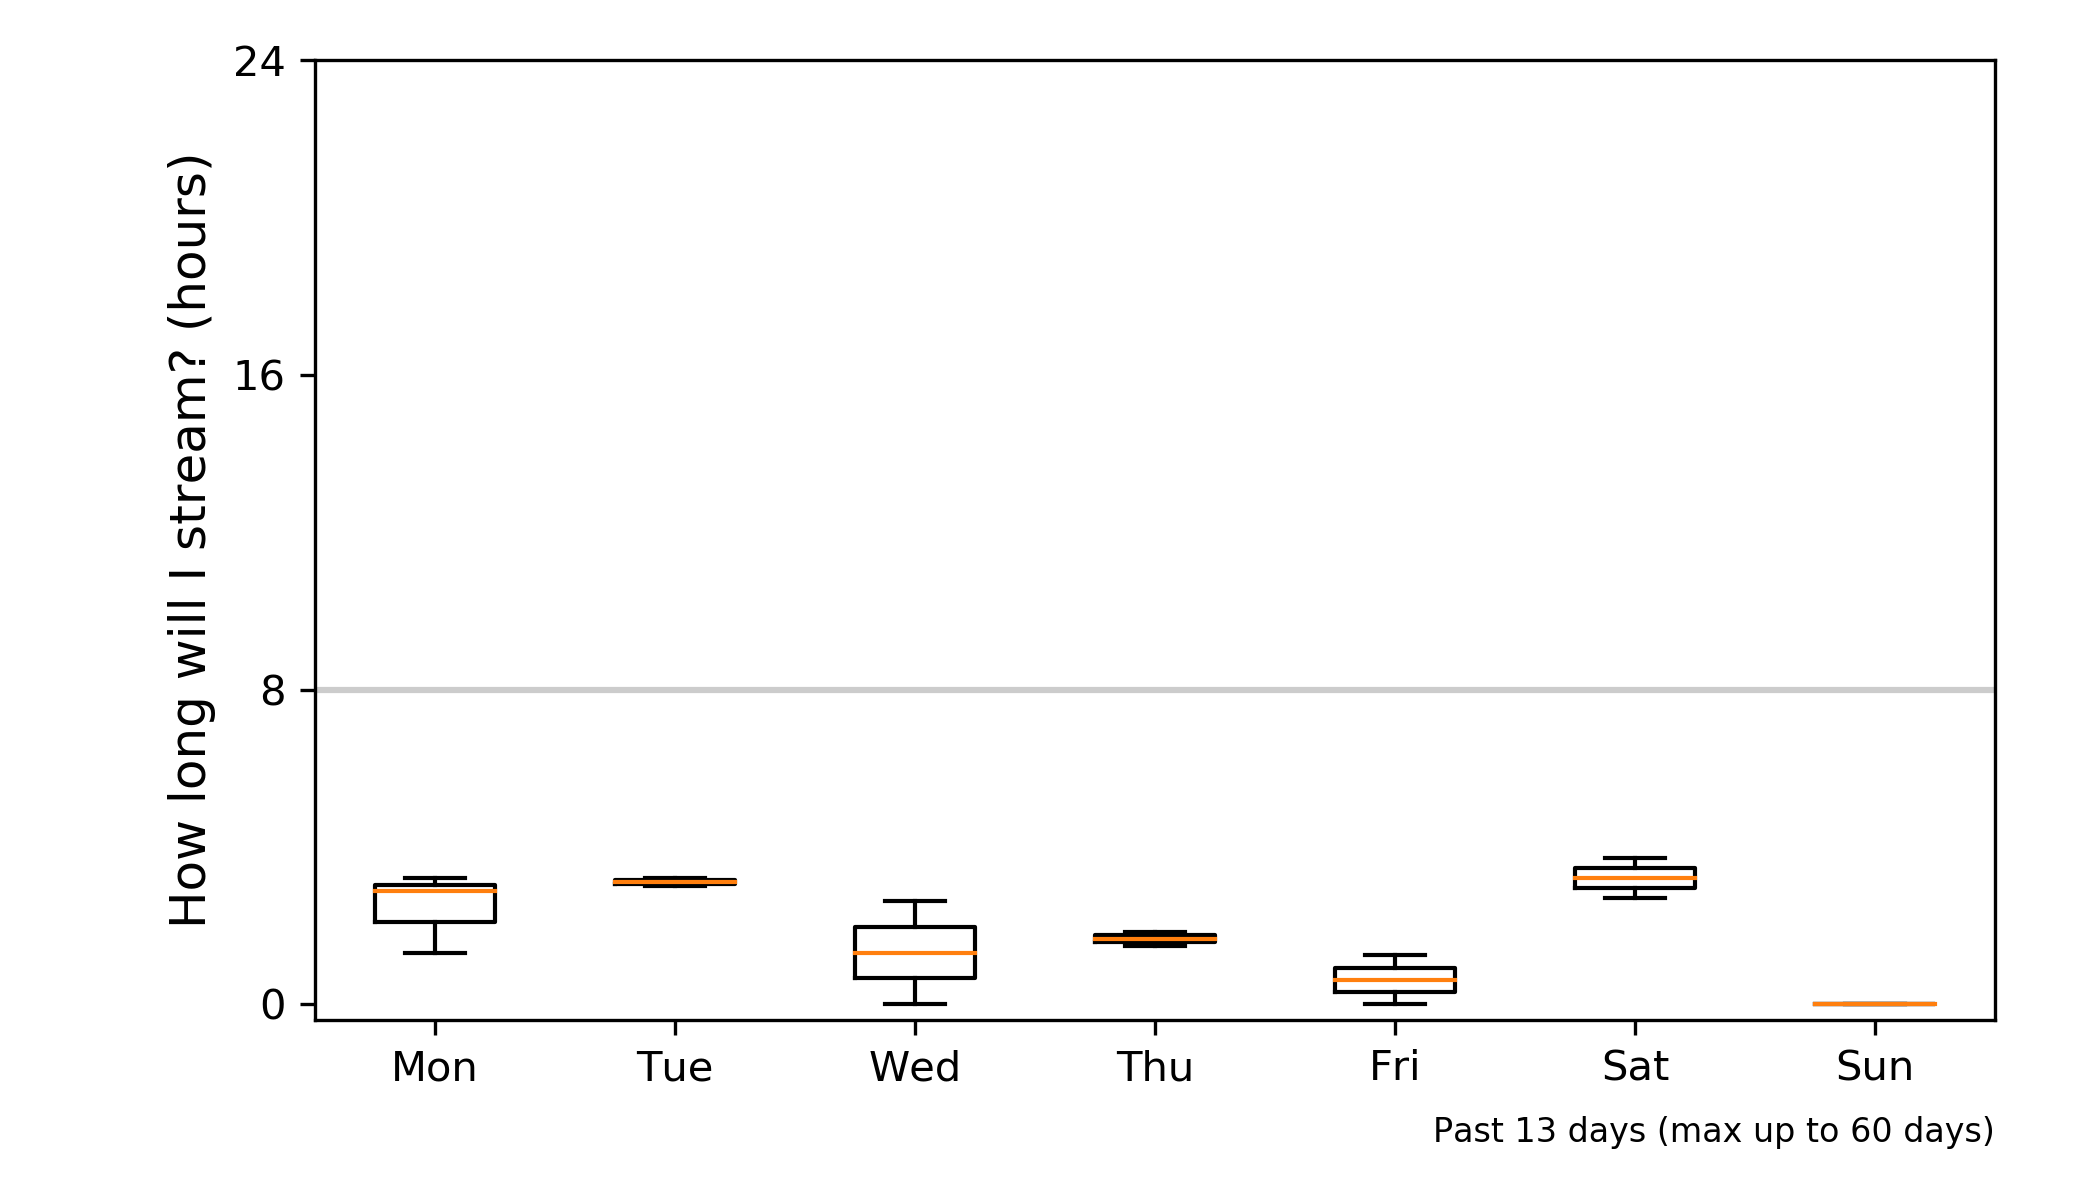 How long will I stream? (hours)
24
16
8
0
Mon Tue Wed Thu Fri Sat Sun
Past 13 days (max up to 60 days)